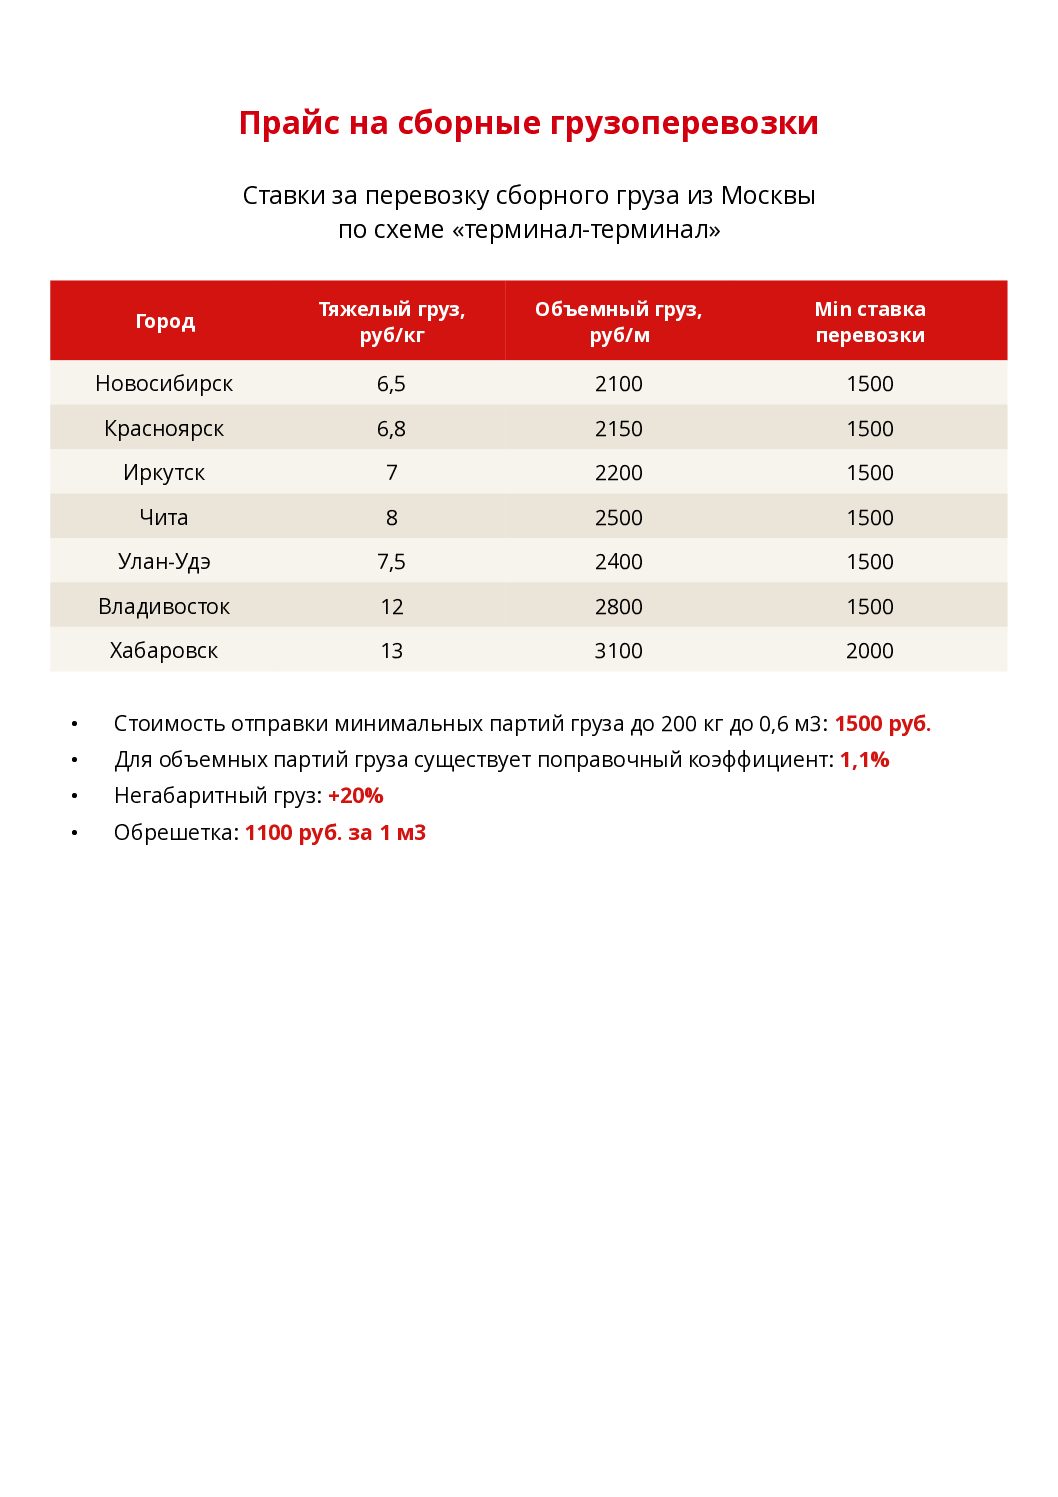 Прайс на сборные грузоперевозки
Ставки за перевозку сборного груза из Москвы
по схеме «терминал-терминал»
Город Тяжелый груз, руб/кг Объемный груз, руб/м Min ставка перевозки
Новосибирск 6,5 2100 1500
Красноярск 6,8 2150 1500
Иркутск 7 2200 1500
Чита 8 2500 1500
Улан-Удэ 7,5 2400 1500
Владивосток 12 2800 1500
Хабаровск 13 3100 2000
• Стоимость отправки минимальных партий груза до 200 кг до 0,6 м3: 1500 руб.
• Для объемных партий груза существует поправочный коэффициент: 1,1%
• Негабаритный груз: +20%
• Обрешетка: 1100 руб. за 1 м3